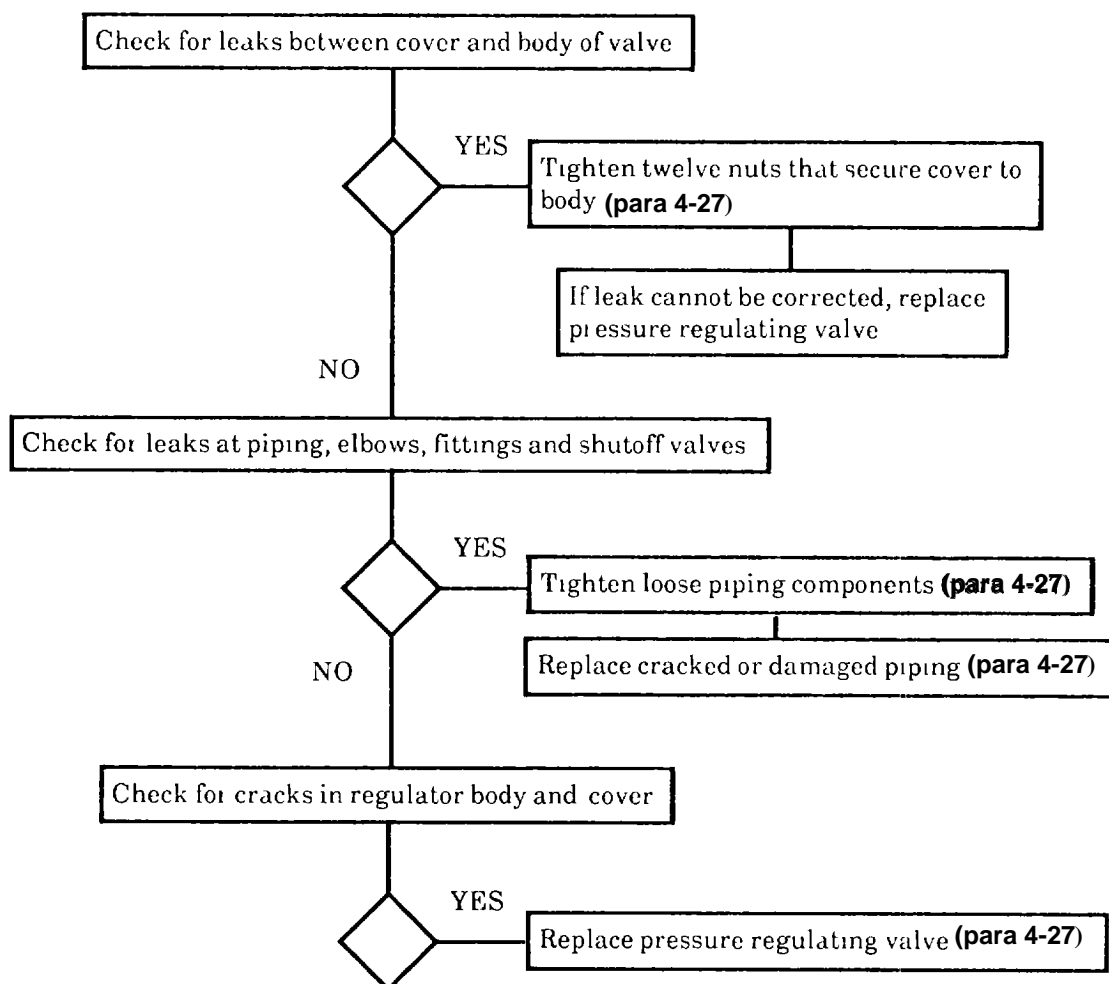 Check for leaks between cover and body of valve
YES
Tighten twelve nuts that secure cover to
body (para 4-27)
If leak cannot be corrected, replace
pressure regulating valve
NO
Check for leaks at piping, elbows, fittings and shutoff valves
YES
Tighten loose piping components (para 4-27)
Replace cracked or damaged piping (para 4-27)
NO
Check for cracks in regulator body and cover
YES
Replace pressure regulating valve (para 4-27)